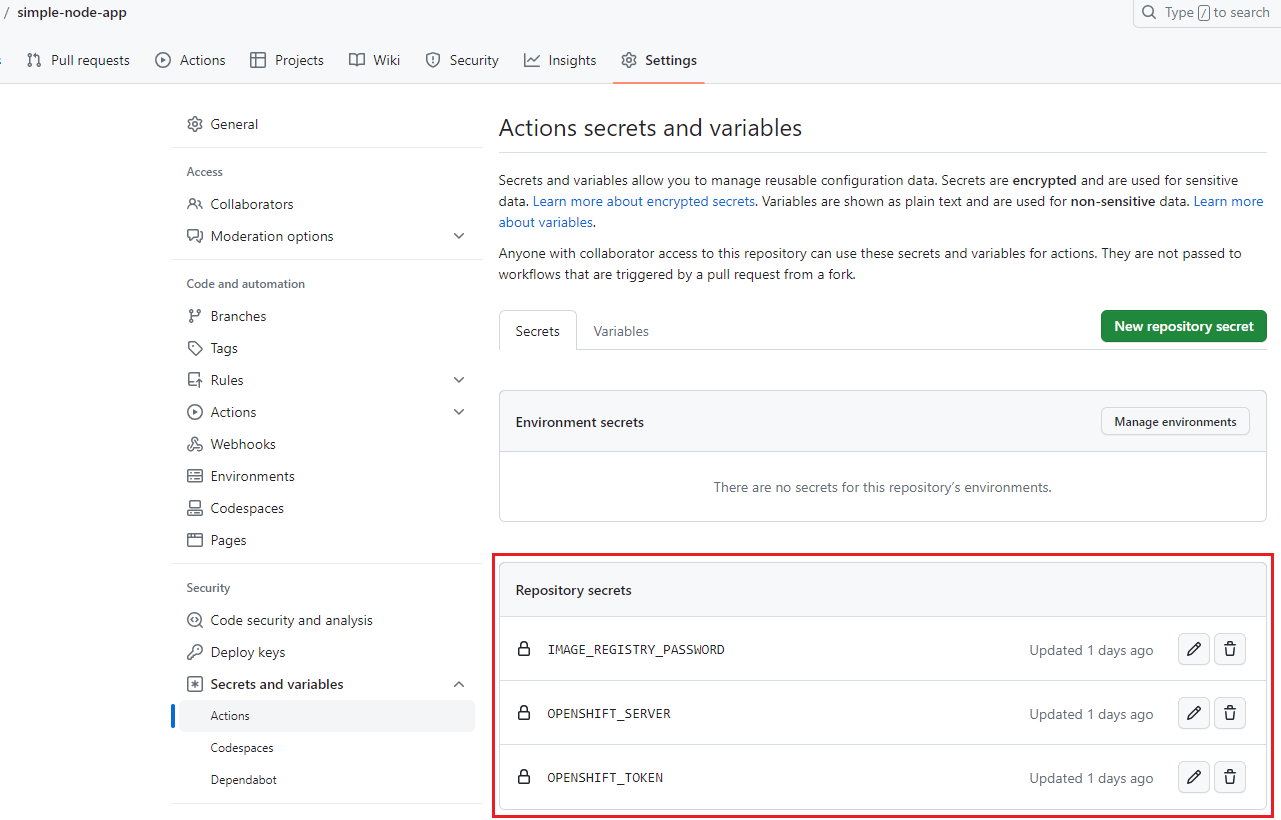 / simple-node-app
Type / to search
Pull requests
Actions
Projects
Wiki
Security
Insights
Settings
General
Access
Collaborators
Moderation options
Code and automation
Branches
Tags
Rules
Actions
Webhooks
Environments
Codespaces
Pages
Security
Code security and analysis
Deploy keys
Secrets and variables
Actions
Codespaces
Dependabot
Actions secrets and variables
Secrets and variables allow you to manage reusable configuration data. Secrets are encrypted and are used for sensitive
data. Learn more about encrypted secrets. Variables are shown as plain text and are used for non-sensitive data. Learn more
about variables.
Anyone with collaborator access to this repository can use these secrets and variables for actions. They are not passed to
workflows that are triggered by a pull request from a fork.
Secrets
Variables
New repository secret
Environment secrets
Manage environments
There are no secrets for this repository’s environments.
Repository secrets
IMAGE_REGISTRY_PASSWORD
Updated 1 days ago
OPENSHIFT_SERVER
Updated 1 days ago
OPENSHIFT_TOKEN
Updated 1 days ago